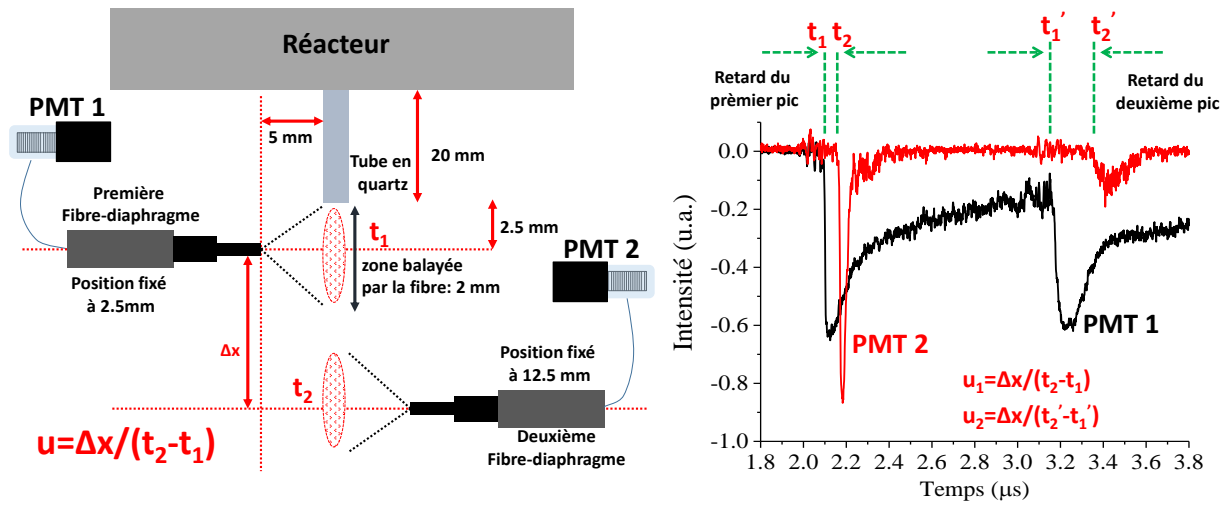 Réacteur
PMT 1
5 mm
20 mm
Tube en
quartz
Première
Fibre-diaphragme
t₁
2.5 mm
PMT 2
zone balayée
par la fibre: 2 mm
Position fixé
à 2.5mm
Δx
Position fixé
à 12.5 mm
t₂
u=Δx/(t₂-t₁)
Deuxième
Fibre-diaphragme
t₁ t₂
t₁′ t₂′
Retard du
prèmier pic
Retard du
deuxième pic
0.0
-0.2
-0.4
-0.6
-0.8
-1.0
Intensité (u.a.)
PMT 2
PMT 1
u₁=Δx/(t₂-t₁)
u₂=Δx/(t₂′-t₁′)
1.8 2.0 2.2 2.4 2.6 2.8 3.0 3.2 3.4 3.6 3.8
Temps (μs)